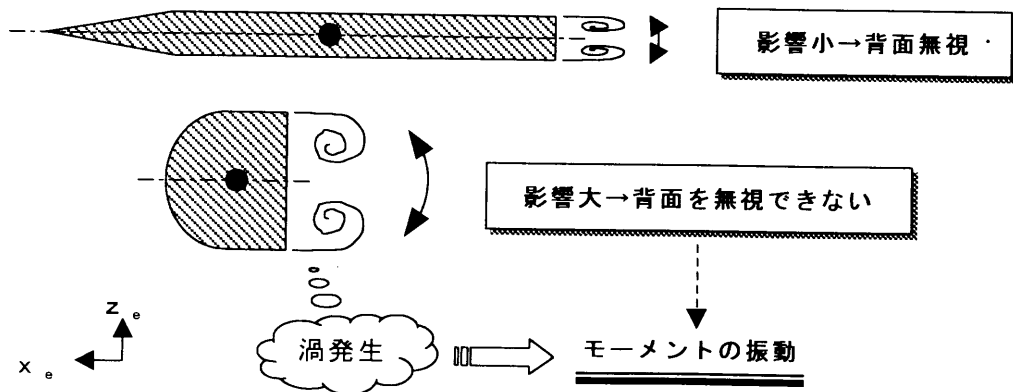 影響小→背面無視
影響大→背面を無視できない
z e
x e
渦発生
モーメントの振動